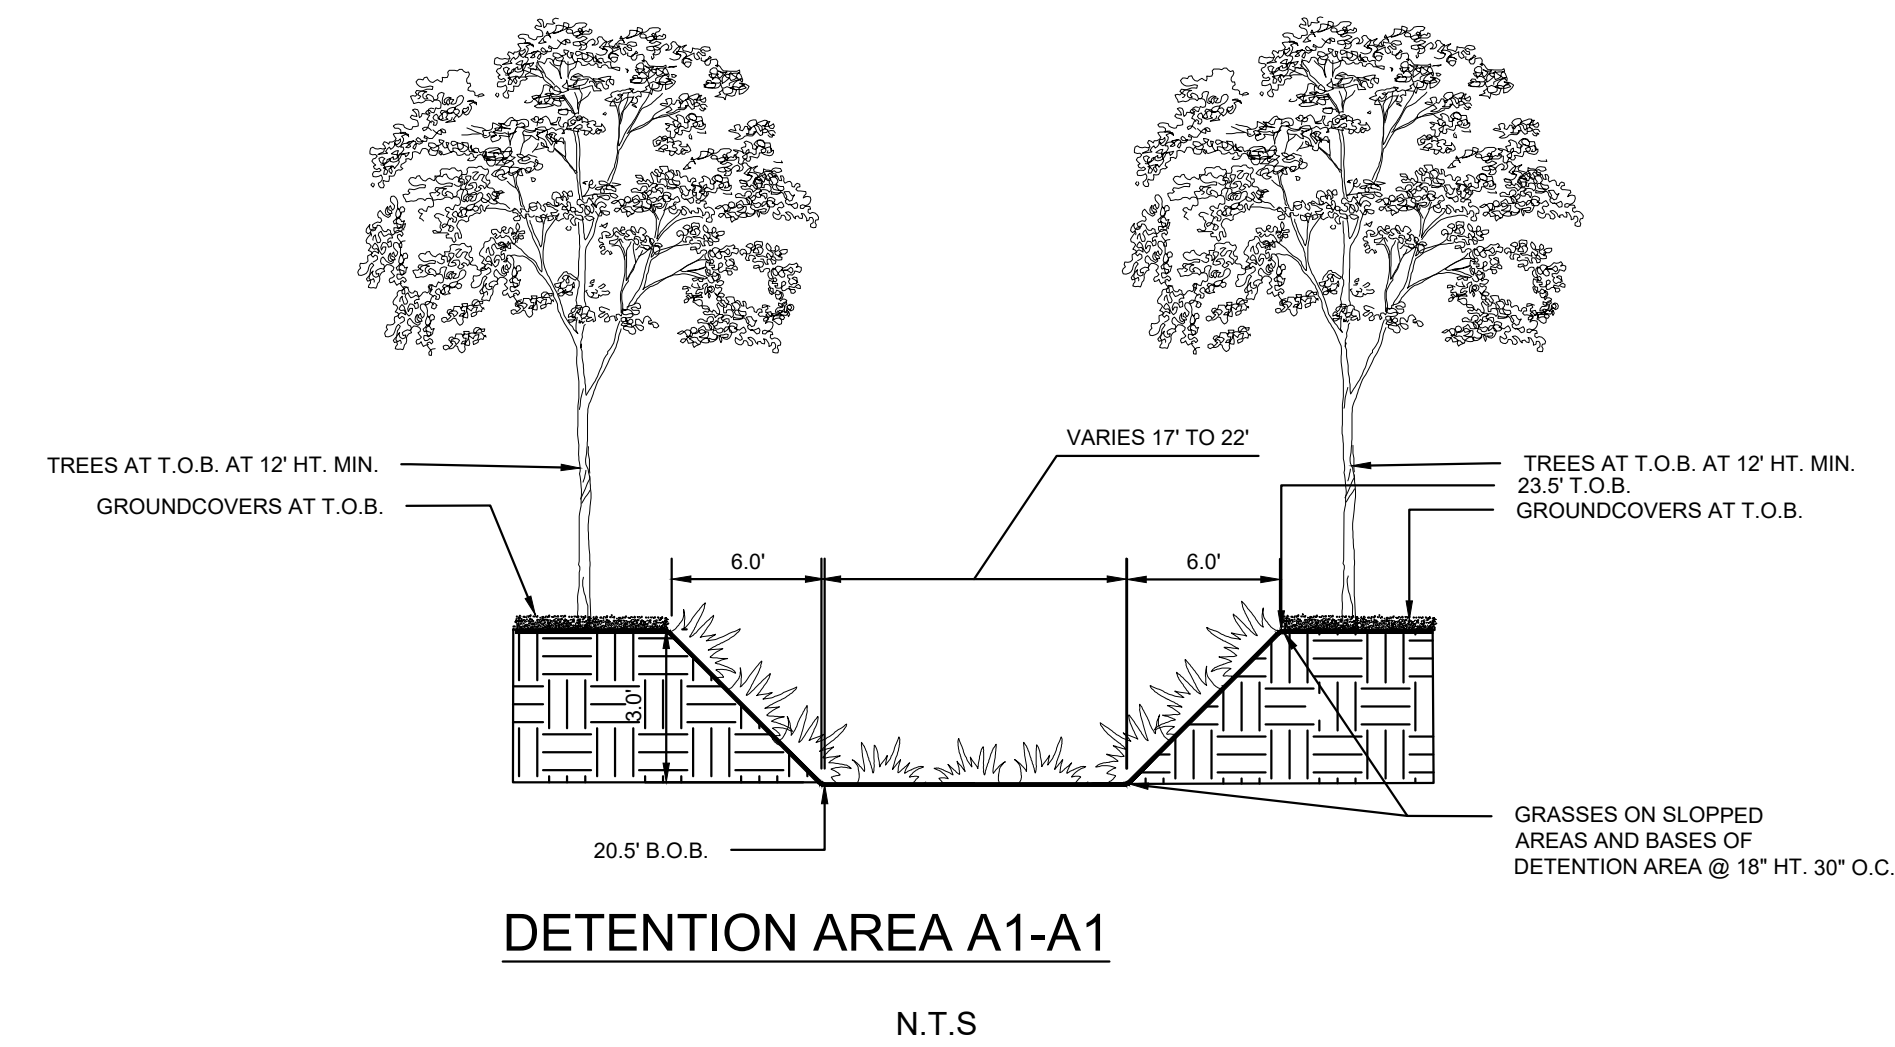 VARIES 17' TO 22'
TREES AT T.O.B. AT 12' HT. MIN.
GROUNDCOVERS AT T.O.B.
TREES AT T.O.B. AT 12' HT. MIN.
23.5' T.O.B.
GROUNDCOVERS AT T.O.B.
6.0'
6.0'
3.0'
20.5' B.O.B.
GRASSES ON SLOPPED
AREAS AND BASES OF
DETENTION AREA @ 18" HT. 30" O.C.
DETENTION AREA A1-A1
N.T.S